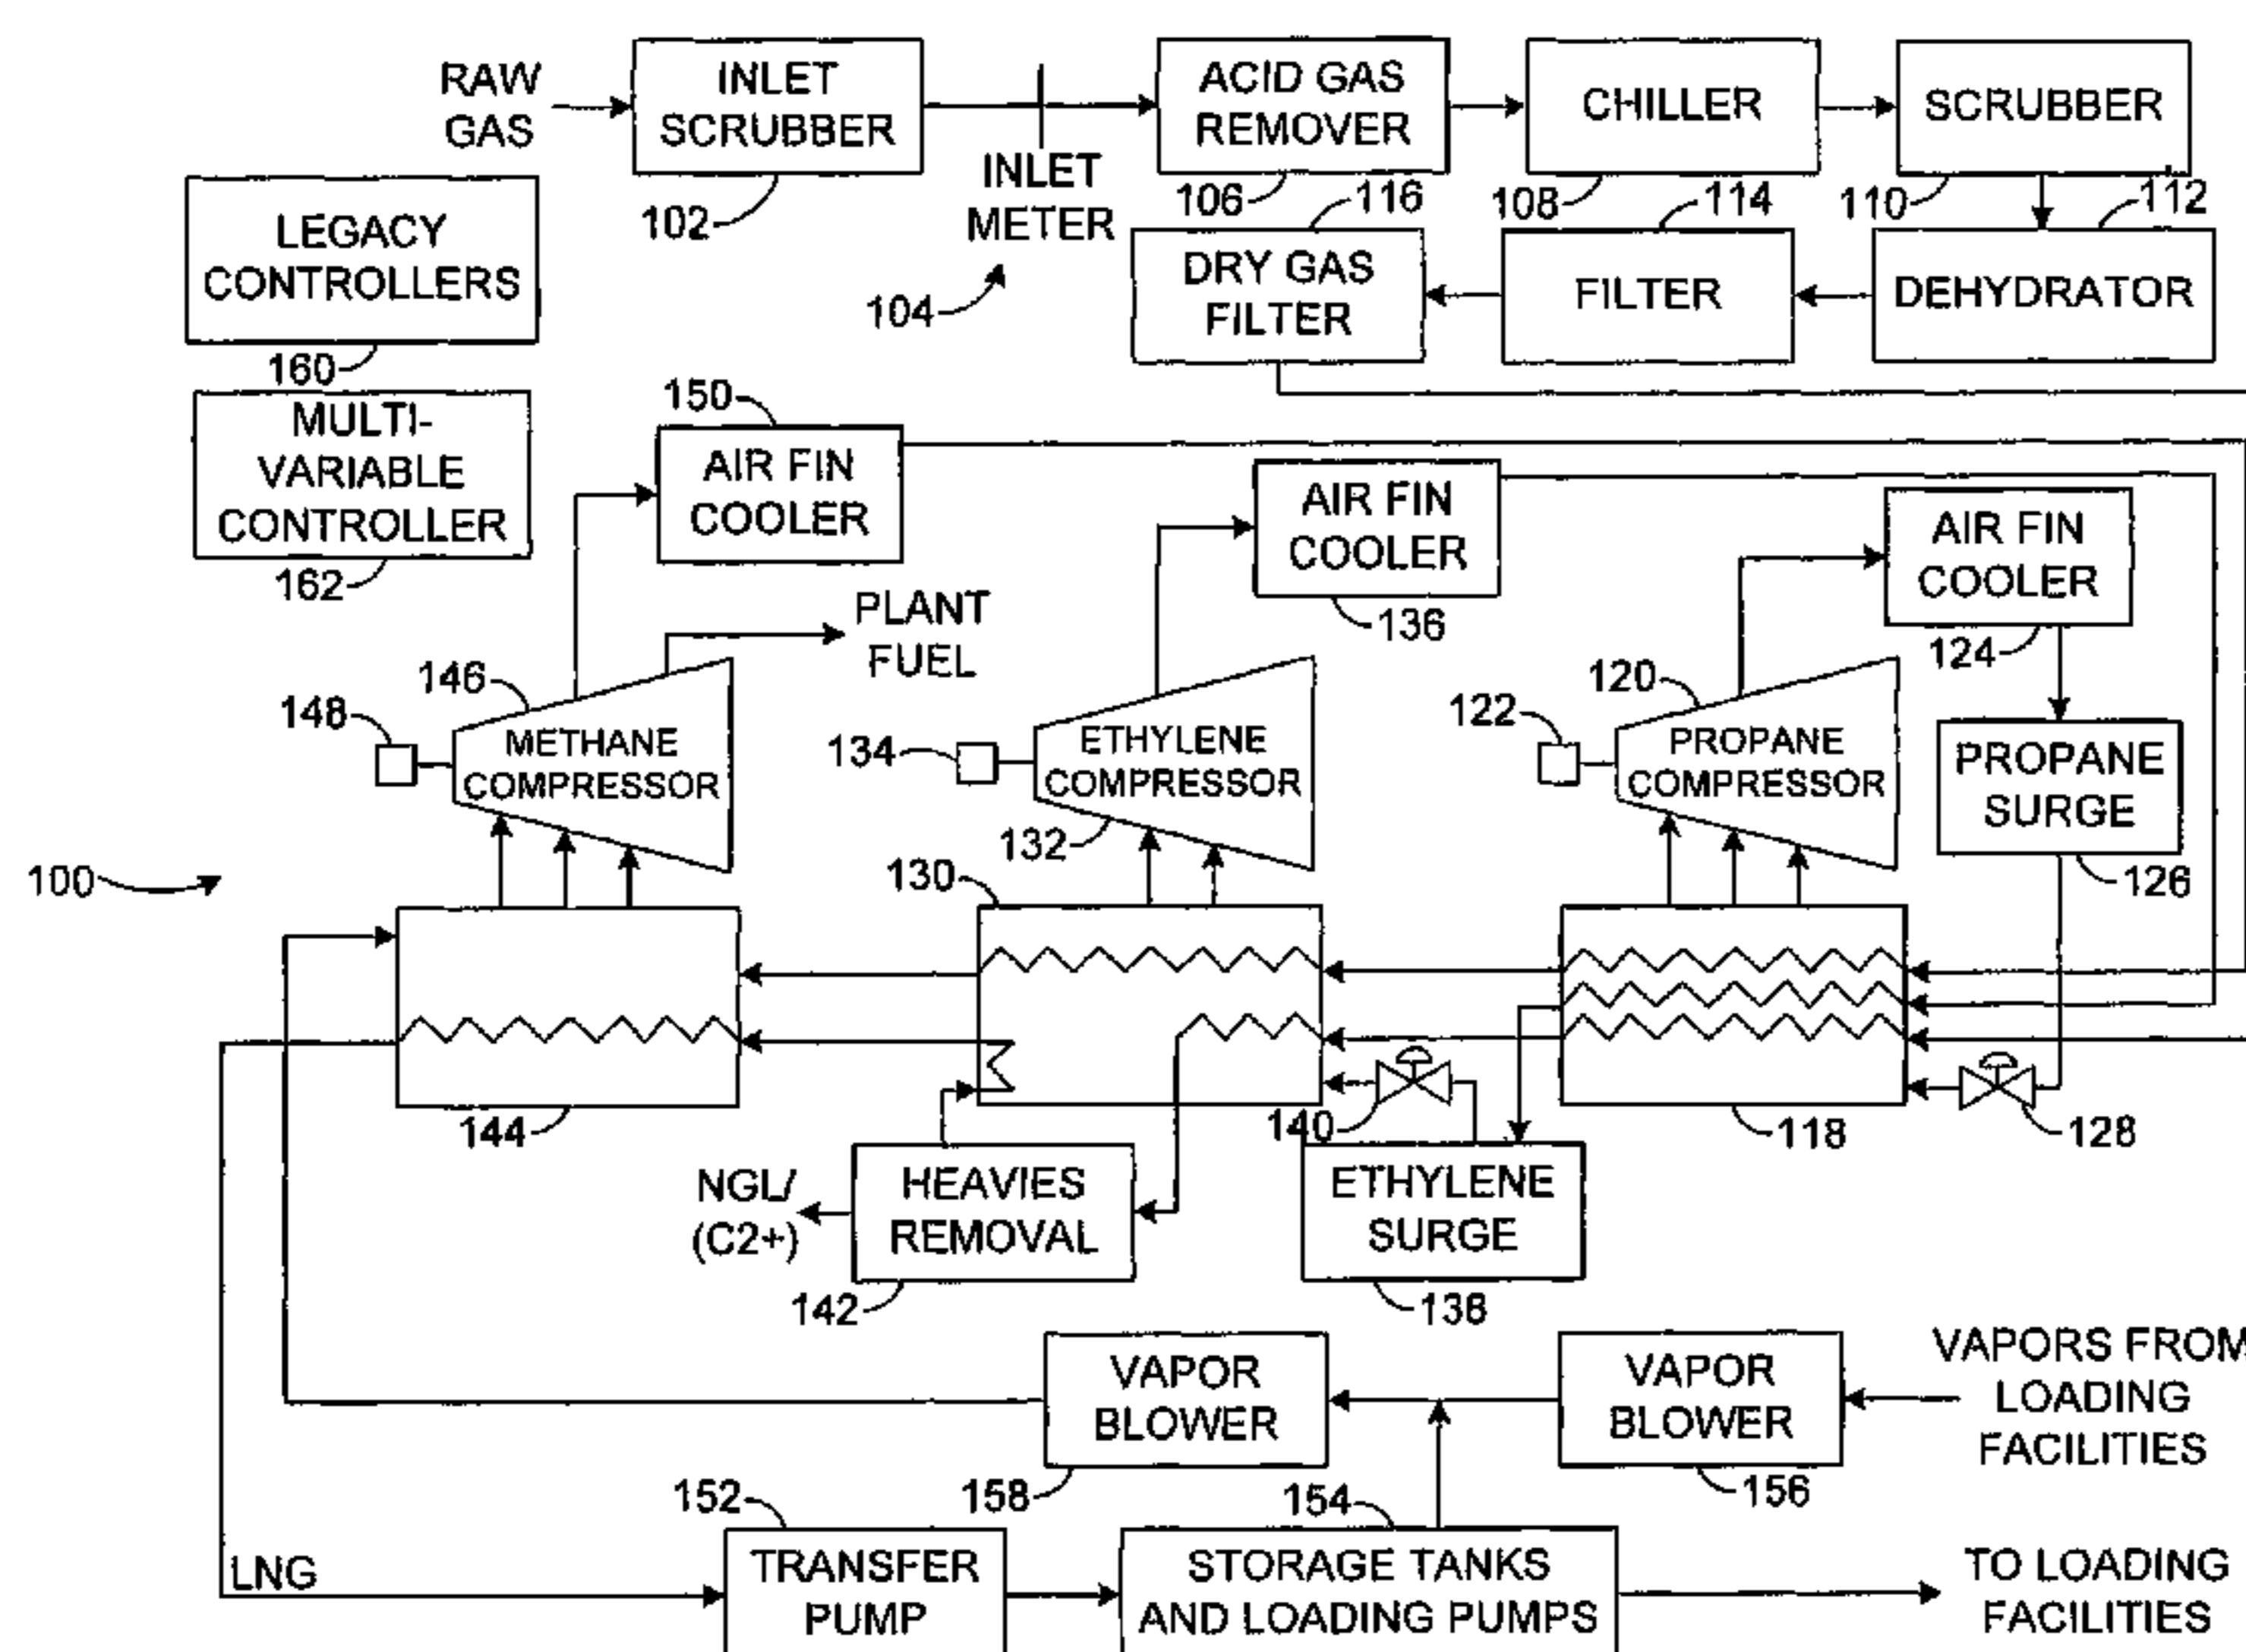 RAW
GAS
INLET
SCRUBBER
102
INLET
METER
104
ACID GAS
REMOVER
106
CHILLER
108
SCRUBBER
110
112
DEHYDRATOR
114
FILTER
116
DRY GAS
FILTER
LEGACY
CONTROLLERS
160
MULTI-
VARIABLE
CONTROLLER
162
150
AIR FIN
COOLER
AIR FIN
COOLER
136
AIR FIN
COOLER
124
PLANT
FUEL
146
148
METHANE
COMPRESSOR
134
ETHYLENE
COMPRESSOR
132
120
122
PROPANE
COMPRESSOR
PROPANE
SURGE
126
100
130
144
140
118
128
NGL/
(C2+)
HEAVIES
REMOVAL
142
ETHYLENE
SURGE
138
VAPOR
BLOWER
158
VAPOR
BLOWER
156
VAPORS FROM
LOADING
FACILITIES
LNG
152
TRANSFER
PUMP
154
STORAGE TANKS
AND LOADING PUMPS
TO LOADING
FACILITIES